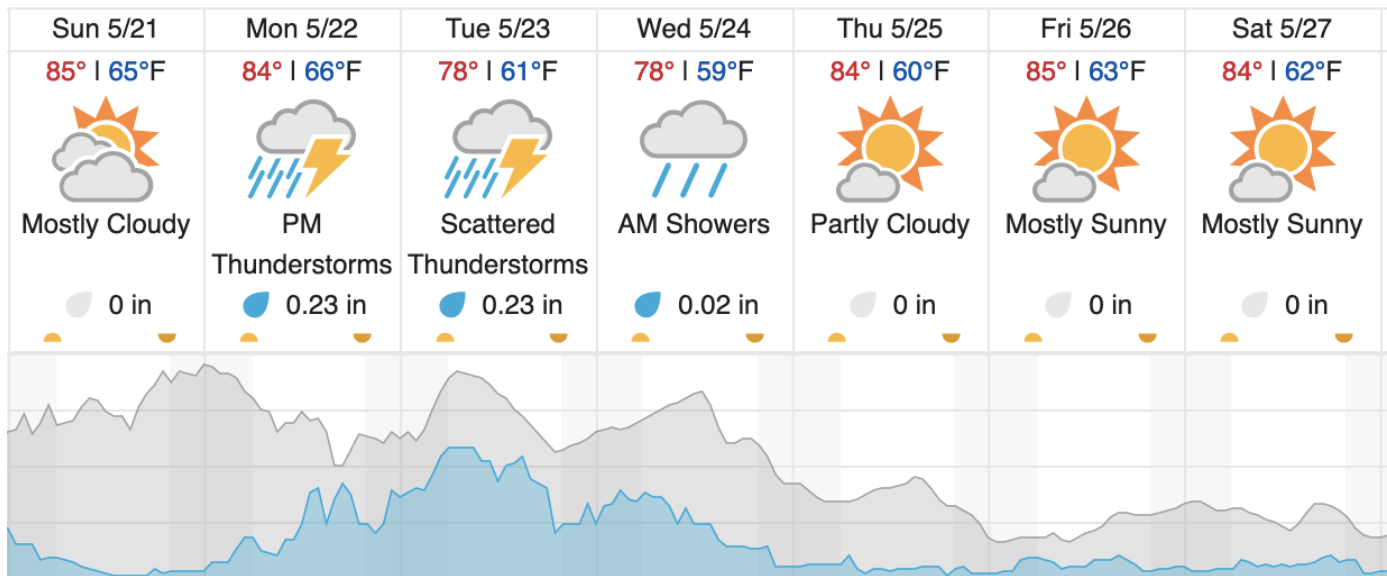 Sun 5/21 Mon 5/22 Tue 5/23 Wed 5/24 Thu 5/25 Fri 5/26 Sat 5/27
85° | 65°F 84° | 66°F 78° | 61°F 78° | 59°F 84° | 60°F 85° | 63°F 84° | 62°F
Mostly Cloudy PM Scattered AM Showers Partly Cloudy Mostly Sunny Mostly Sunny
Thunderstorms Thunderstorms
0 in 0.23 in 0.23 in 0.02 in 0 in 0 in 0 in